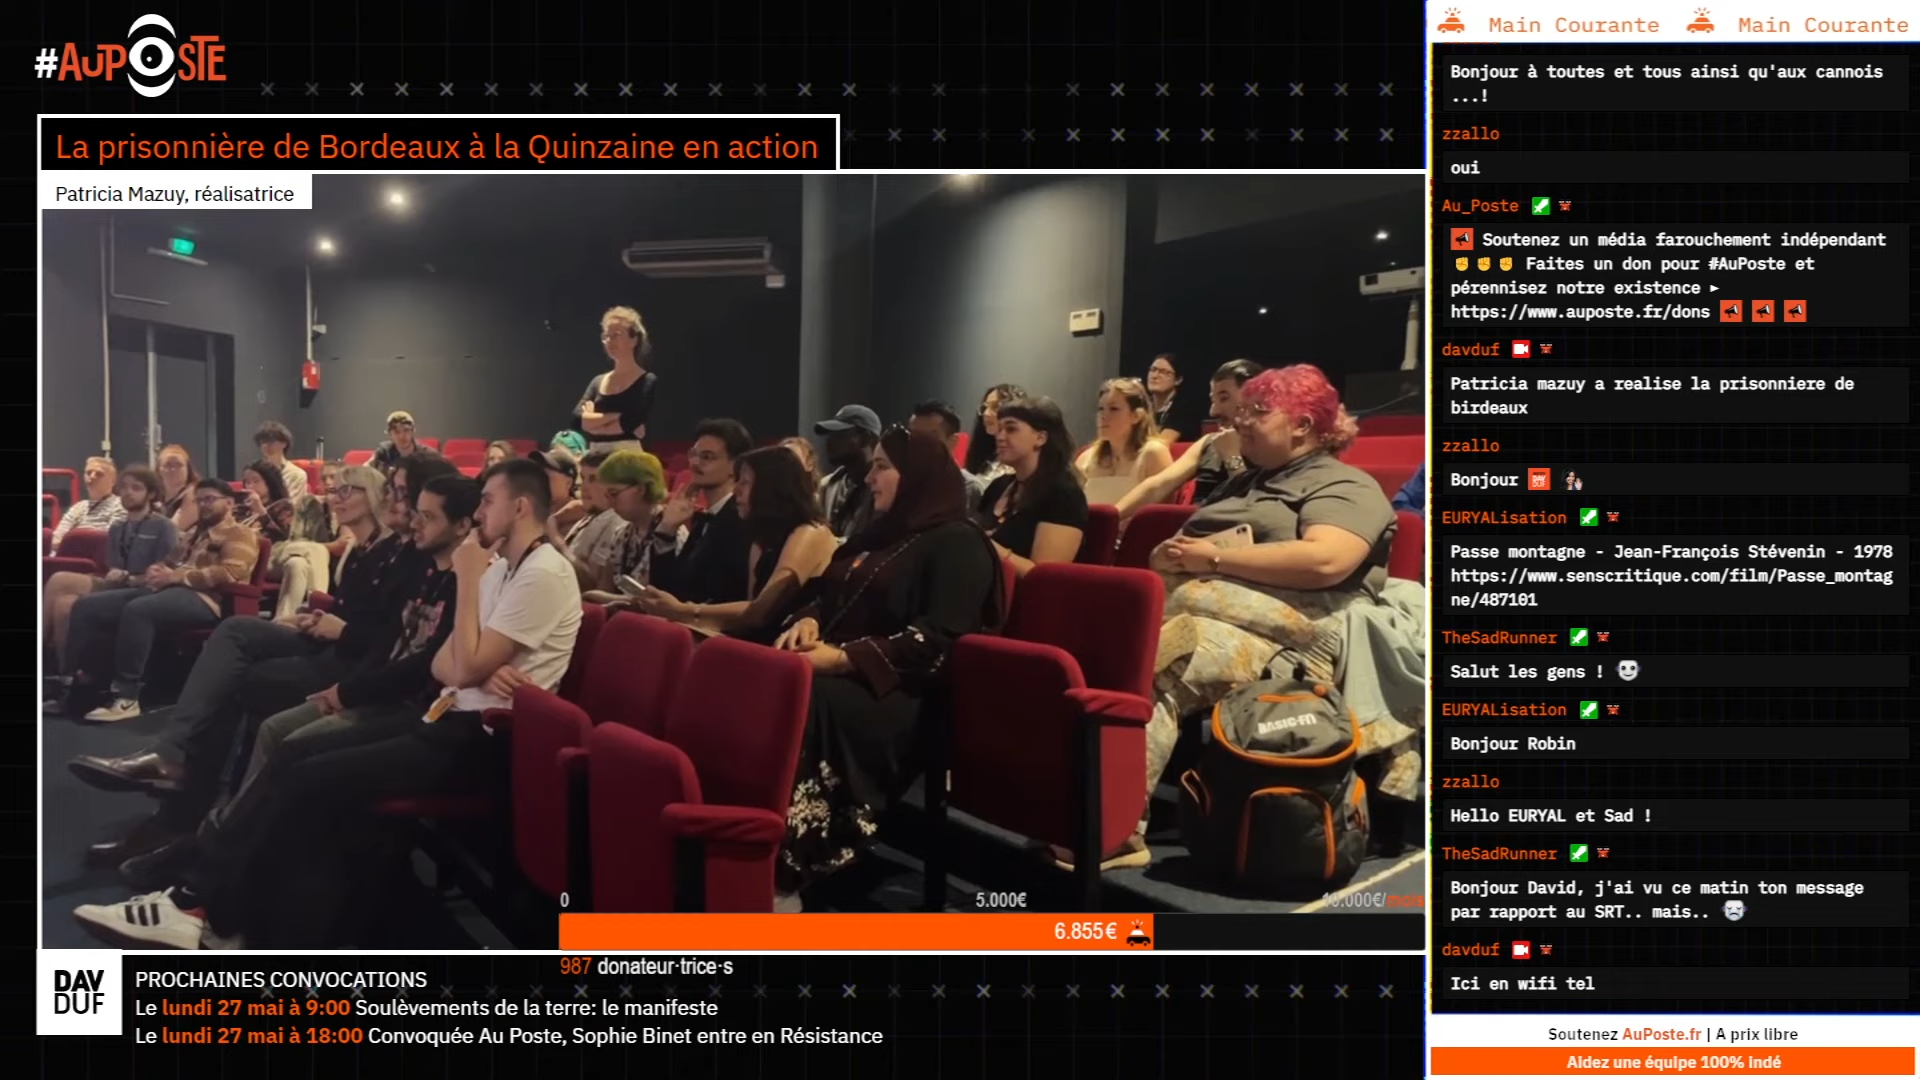 #AUPOSTE
La prisonnière de Bordeaux à la Quinzaine en action
Patricia Mazuy, réalisatrice
BASIC-FIT
0
5.000€
10.000€/mois
6.855€
987 donateur·trice·s
DAV
DUF
PROCHAINES CONVOCATIONS
Le lundi 27 mai à 9:00 Soulèvements de la terre: le manifeste
Le lundi 27 mai à 18:00 Convoquée Au Poste, Sophie Binet entre en Résistance
Main Courante Main Courante
Bonjour à toutes et tous ainsi qu'aux cannois
...!
zzallo
oui
Au_Poste
Soutenez un média farouchement indépendant
✊✊✊ Faites un don pour #AuPoste et
pérennisez notre existence ►
https://www.auposte.fr/dons
davduf
Patricia mazuy a realise la prisonniere de
birdeaux
zzallo
Bonjour
EURYALisation
Passe montagne - Jean-François Stévenin - 1978
https://www.senscritique.com/film/Passe_montag
ne/487101
TheSadRunner
Salut les gens !
EURYALisation
Bonjour Robin
zzallo
Hello EURYAL et Sad !
TheSadRunner
Bonjour David, j'ai vu ce matin ton message
par rapport au SRT.. mais..
davduf
Ici en wifi tel
Soutenez AuPoste.fr | A prix libre
Aidez une équipe 100% indé